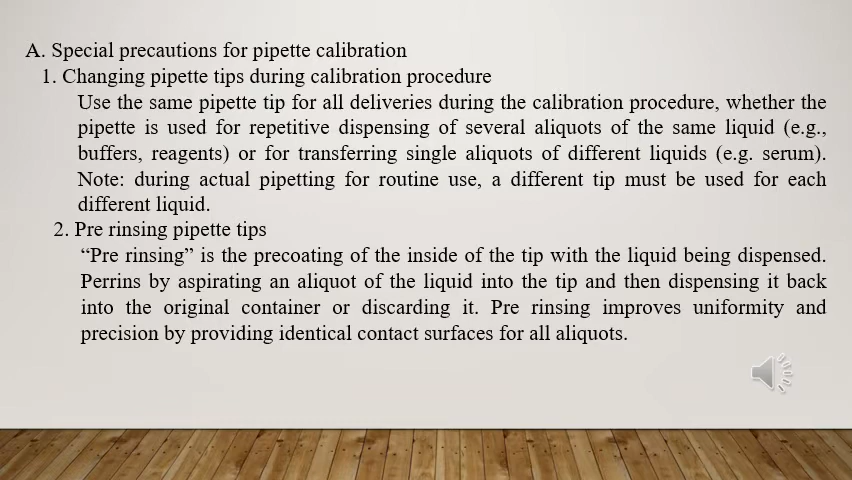 A. Special precautions for pipette calibration
1. Changing pipette tips during calibration procedure
Use the same pipette tip for all deliveries during the calibration procedure, whether the
pipette is used for repetitive dispensing of several aliquots of the same liquid (e.g.,
buffers, reagents) or for transferring single aliquots of different liquids (e.g. serum).
Note: during actual pipetting for routine use, a different tip must be used for each
different liquid.
2. Pre rinsing pipette tips
“Pre rinsing” is the precoating of the inside of the tip with the liquid being dispensed.
Perrins by aspirating an aliquot of the liquid into the tip and then dispensing it back
into the original container or discarding it. Pre rinsing improves uniformity and
precision by providing identical contact surfaces for all aliquots.